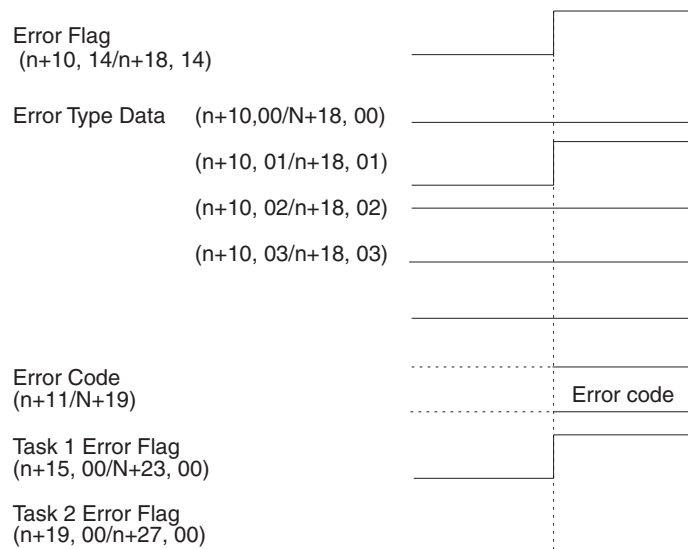 Error Flag
(n+10, 14/n+18, 14)
Error Type Data (n+10,00/N+18, 00)
(n+10, 01/n+18, 01)
(n+10, 02/n+18, 02)
(n+10, 03/n+18, 03)
Error Code
(n+11/N+19)
Error code
Task 1 Error Flag
(n+15, 00/N+23, 00)
Task 2 Error Flag
(n+19, 00/n+27, 00)